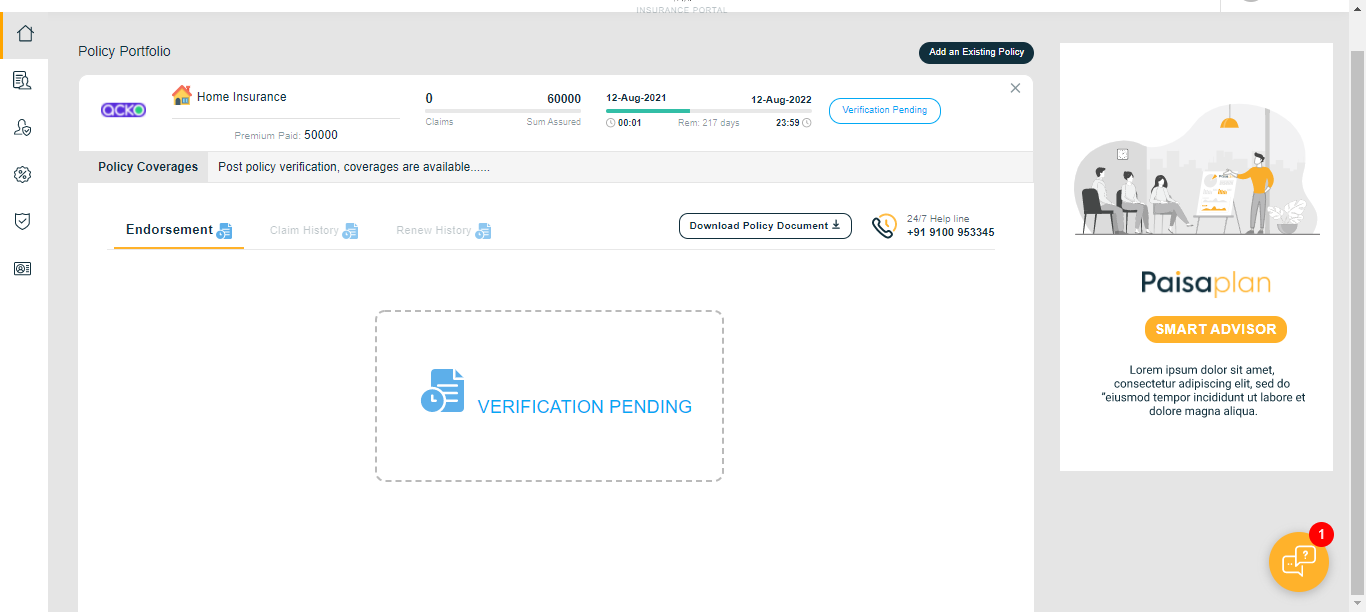 INSURANCE PORTAL
Policy Portfolio
Add an Existing Policy
acko
Home Insurance
Premium Paid: 50000
0 60000
Claims Sum Assured
12-Aug-2021 12-Aug-2022
00:01 Rem: 217 days 23:59
Verification Pending
Policy Coverages Post policy verification, coverages are available......
Endorsement Claim History Renew History
Download Policy Document
24/7 Help line
+91 9100 953345
VERIFICATION PENDING
Paisaplan
SMART ADVISOR
Lorem ipsum dolor sit amet,
consectetur adipiscing elit, sed do
"eiusmod tempor incididunt ut labore et
dolore magna aliqua.
1